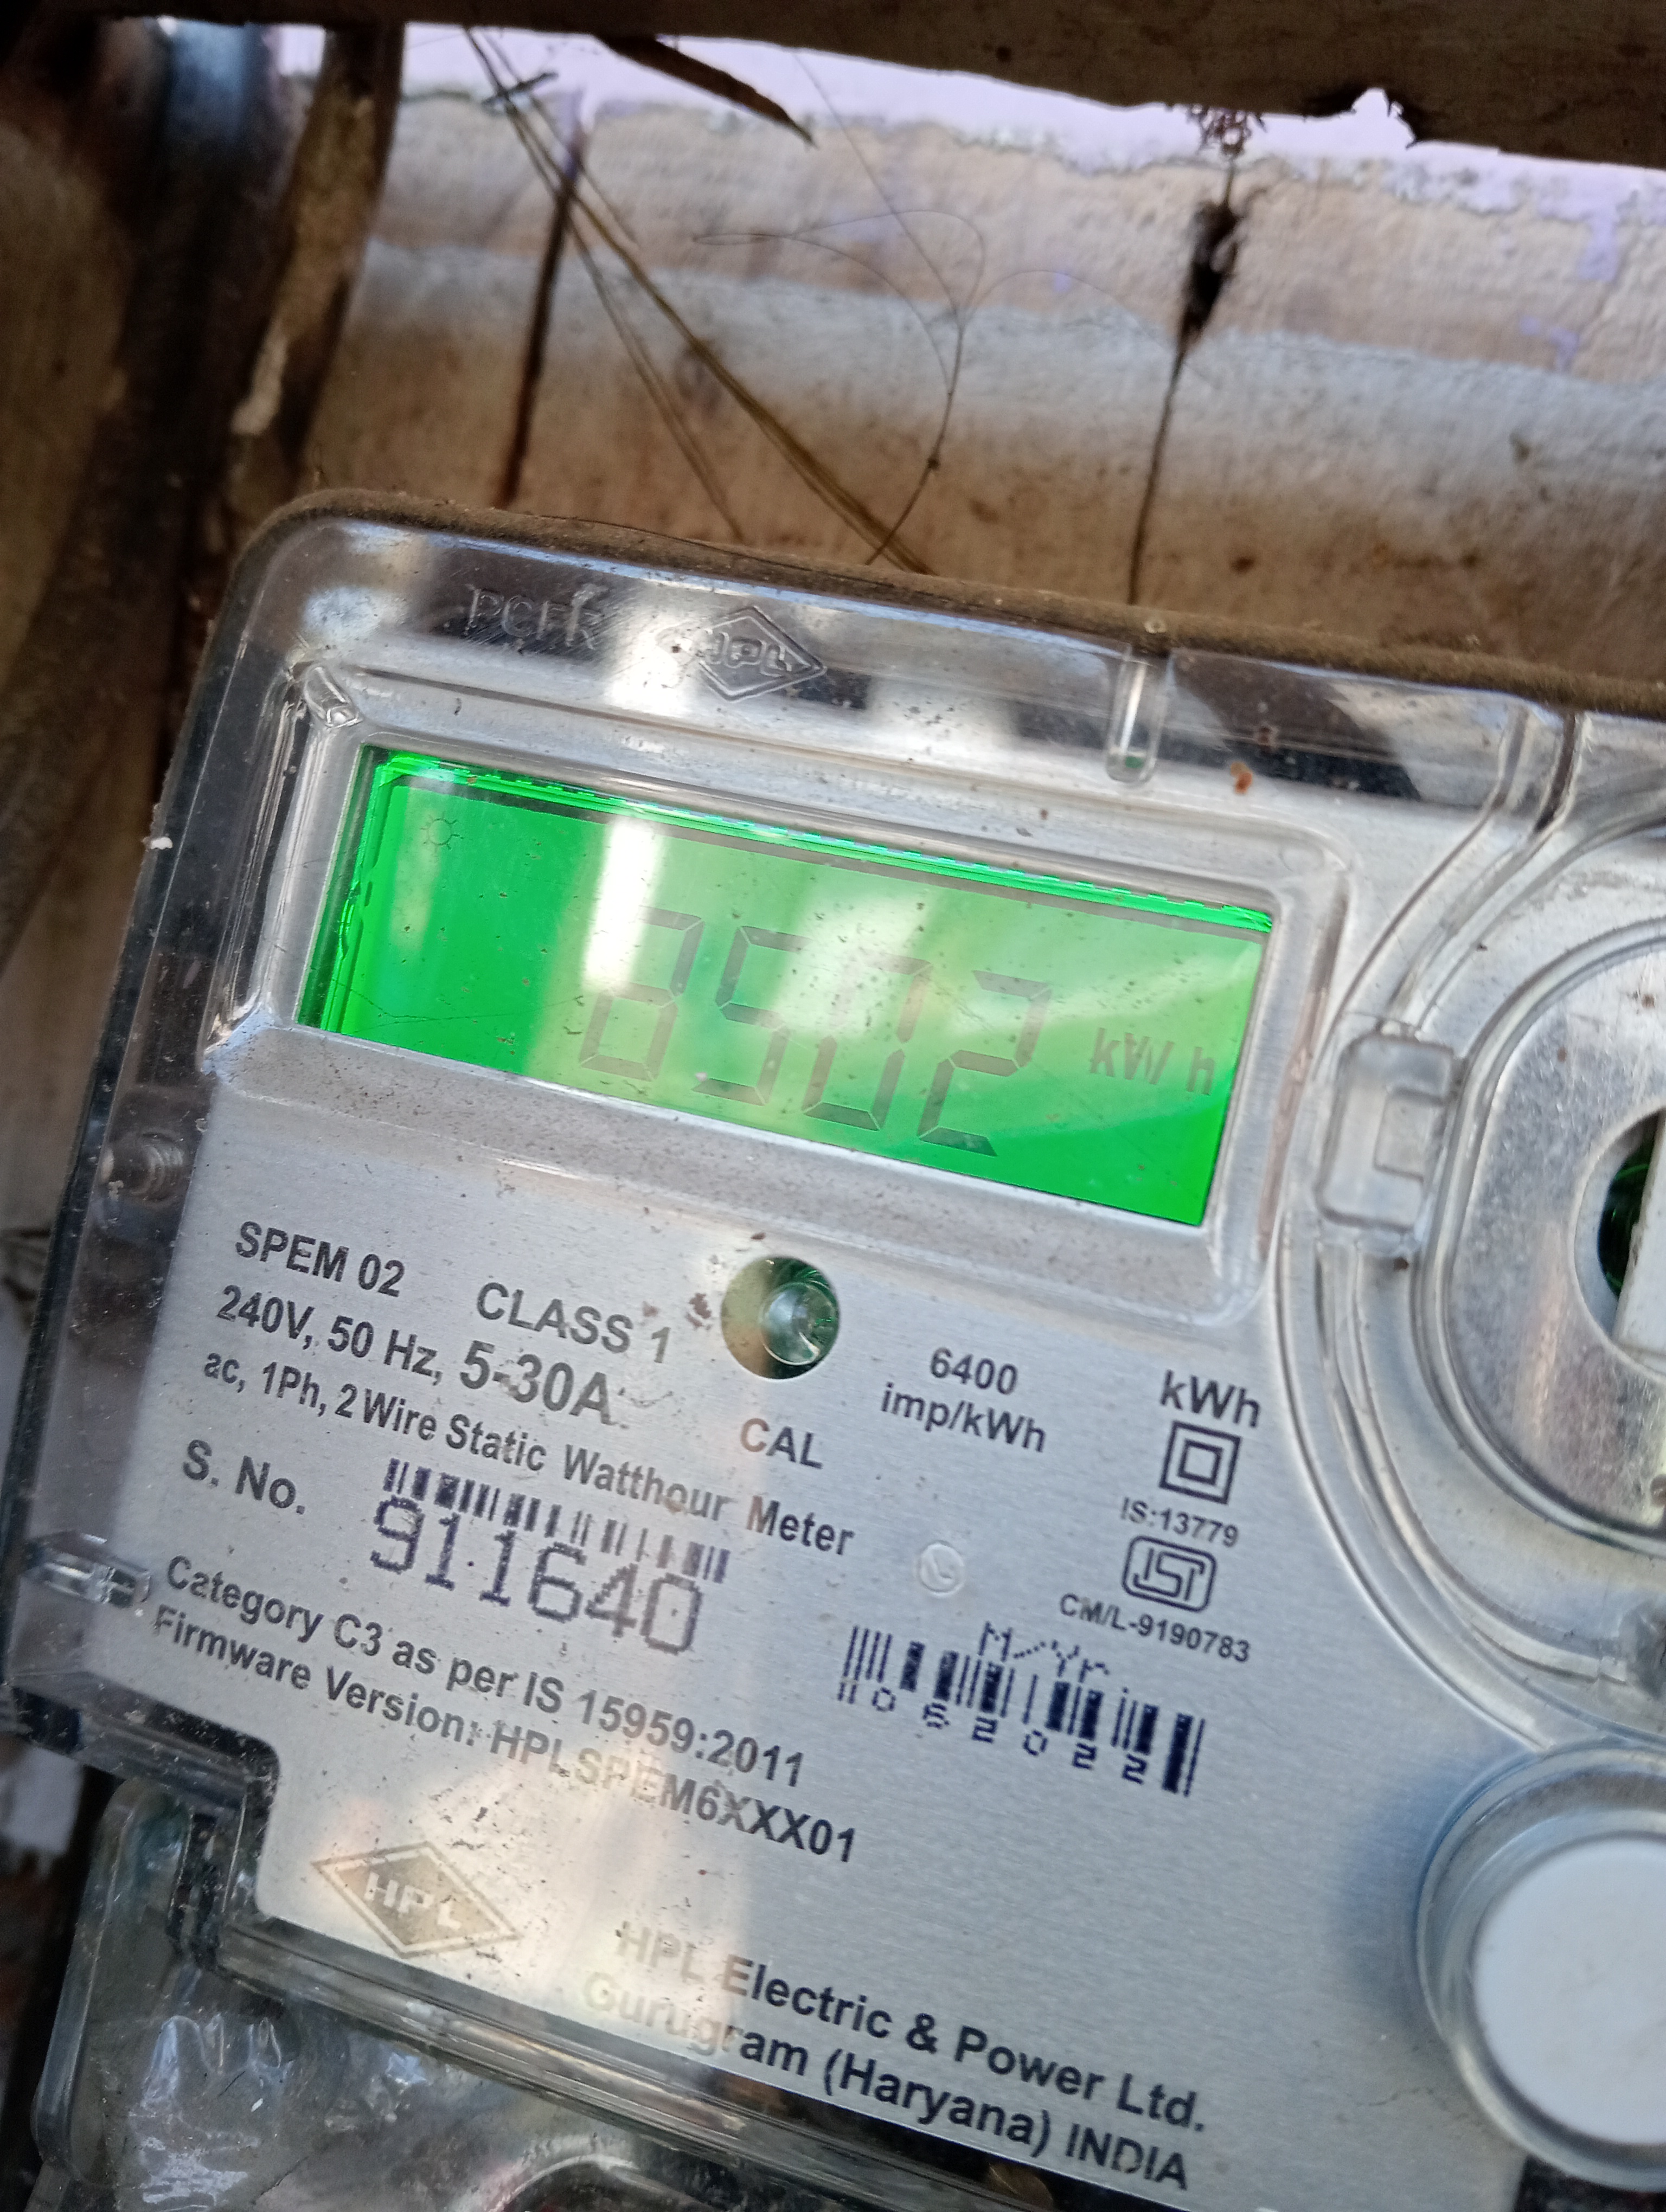 HPL
8502 kWh
SPEM 02 CLASS 1
240V, 50 Hz, 5-30A
ac, 1Ph, 2 Wire Static Watthour Meter
CAL
6400
imp/kWh
kWh
IS:13779
ISI
CM/L-9190783
S. No. 911640
M-Yr
062022
Category C3 as per IS 15959:2011
Firmware Version: HPLSPEM6XXX01
HPL
HPL Electric & Power Ltd.
Gurugram (Haryana) INDIA